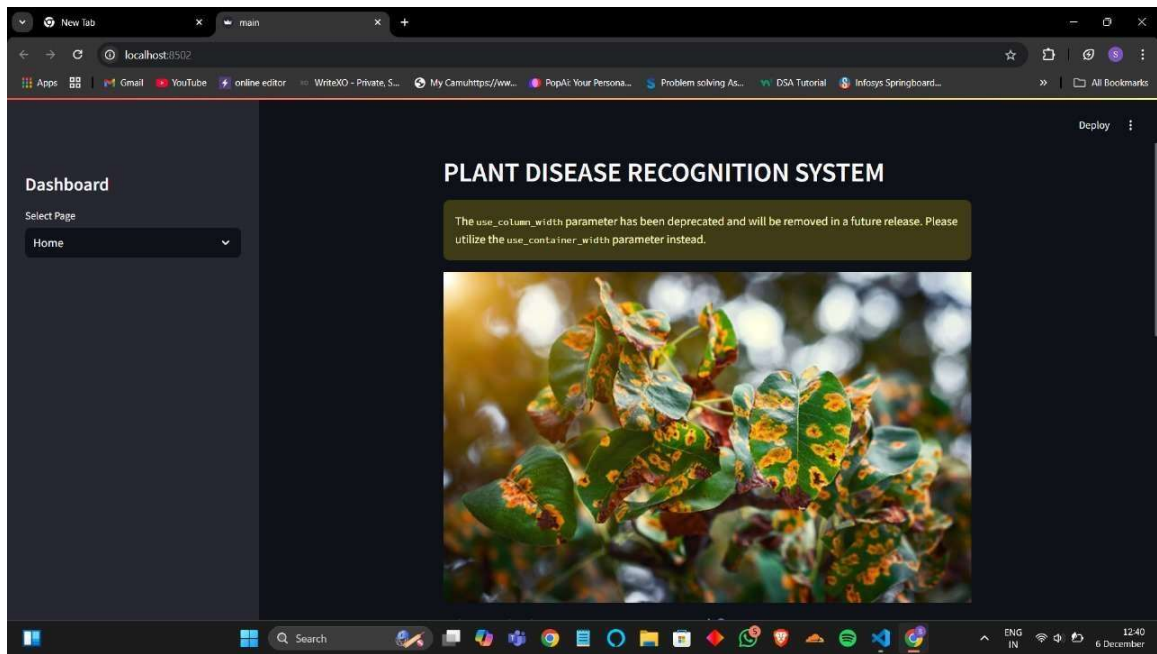 New Tab
main
localhost:8502
Apps
Gmail
YouTube
online editor
WriteXO - Private, S...
My Camuhttps://ww...
PopAi: Your Persona...
Problem solving As...
DSA Tutorial
Infosys Springboard...
All Bookmarks
Deploy
Dashboard
Select Page
Home
PLANT DISEASE RECOGNITION SYSTEM
The use_column_width parameter has been deprecated and will be removed in a future release. Please
utilize the use_container_width parameter instead.
Search
ENG
IN
12:40
6 December